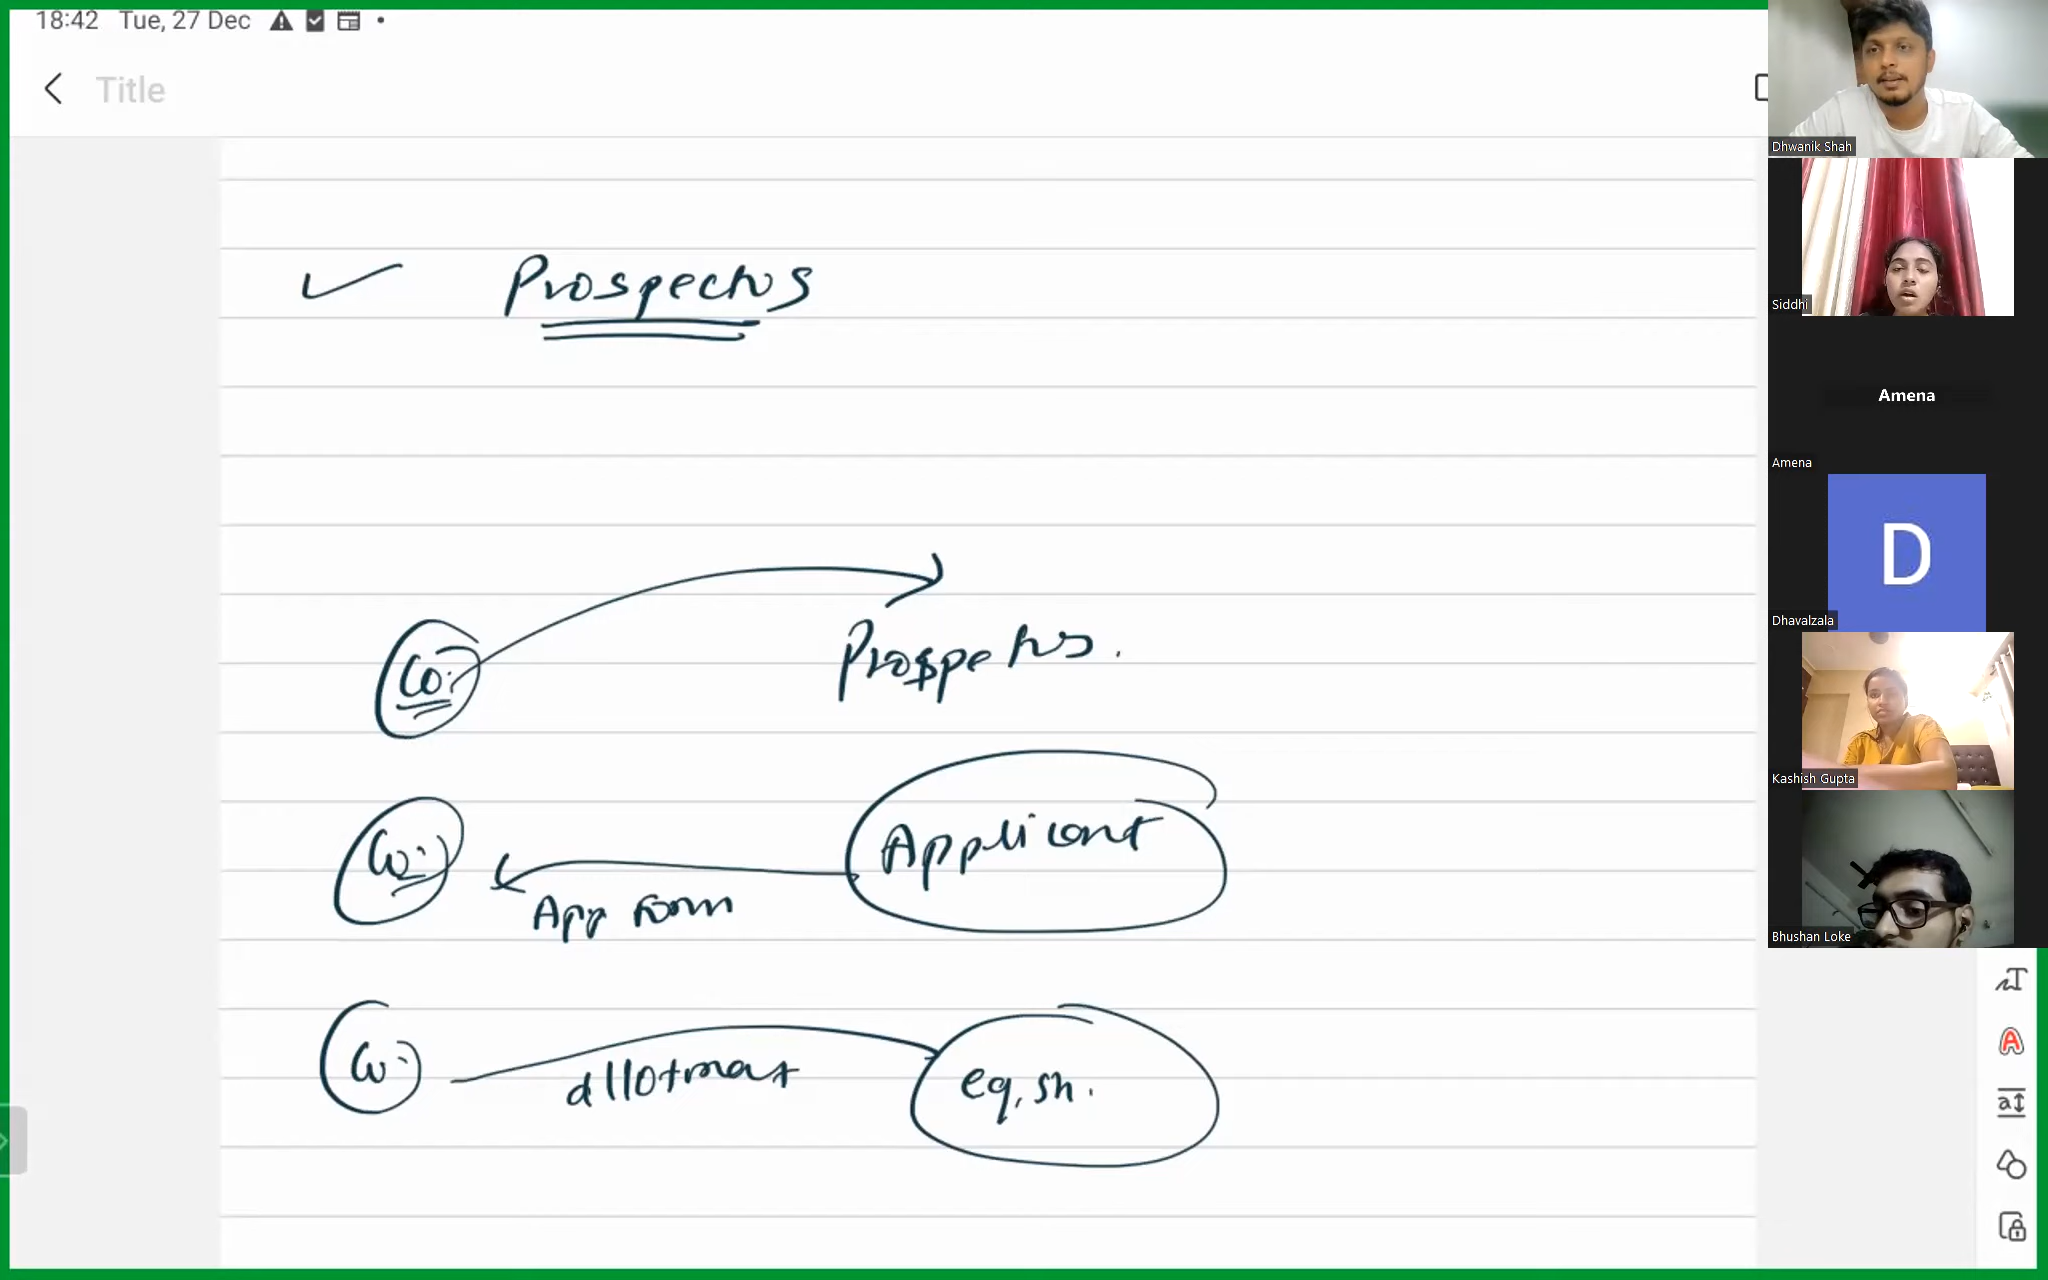 18:42 Tue, 27 Dec
Title
Prospectus
Co.
Prospectus.
Co.
App Form
Applicant
Co.
allotment
eq. sh.
Dhwanik Shah
Siddhi
Amena
Amena
D
Dhavalzala
Kashish Gupta
Bhushan Loke
T
A
a